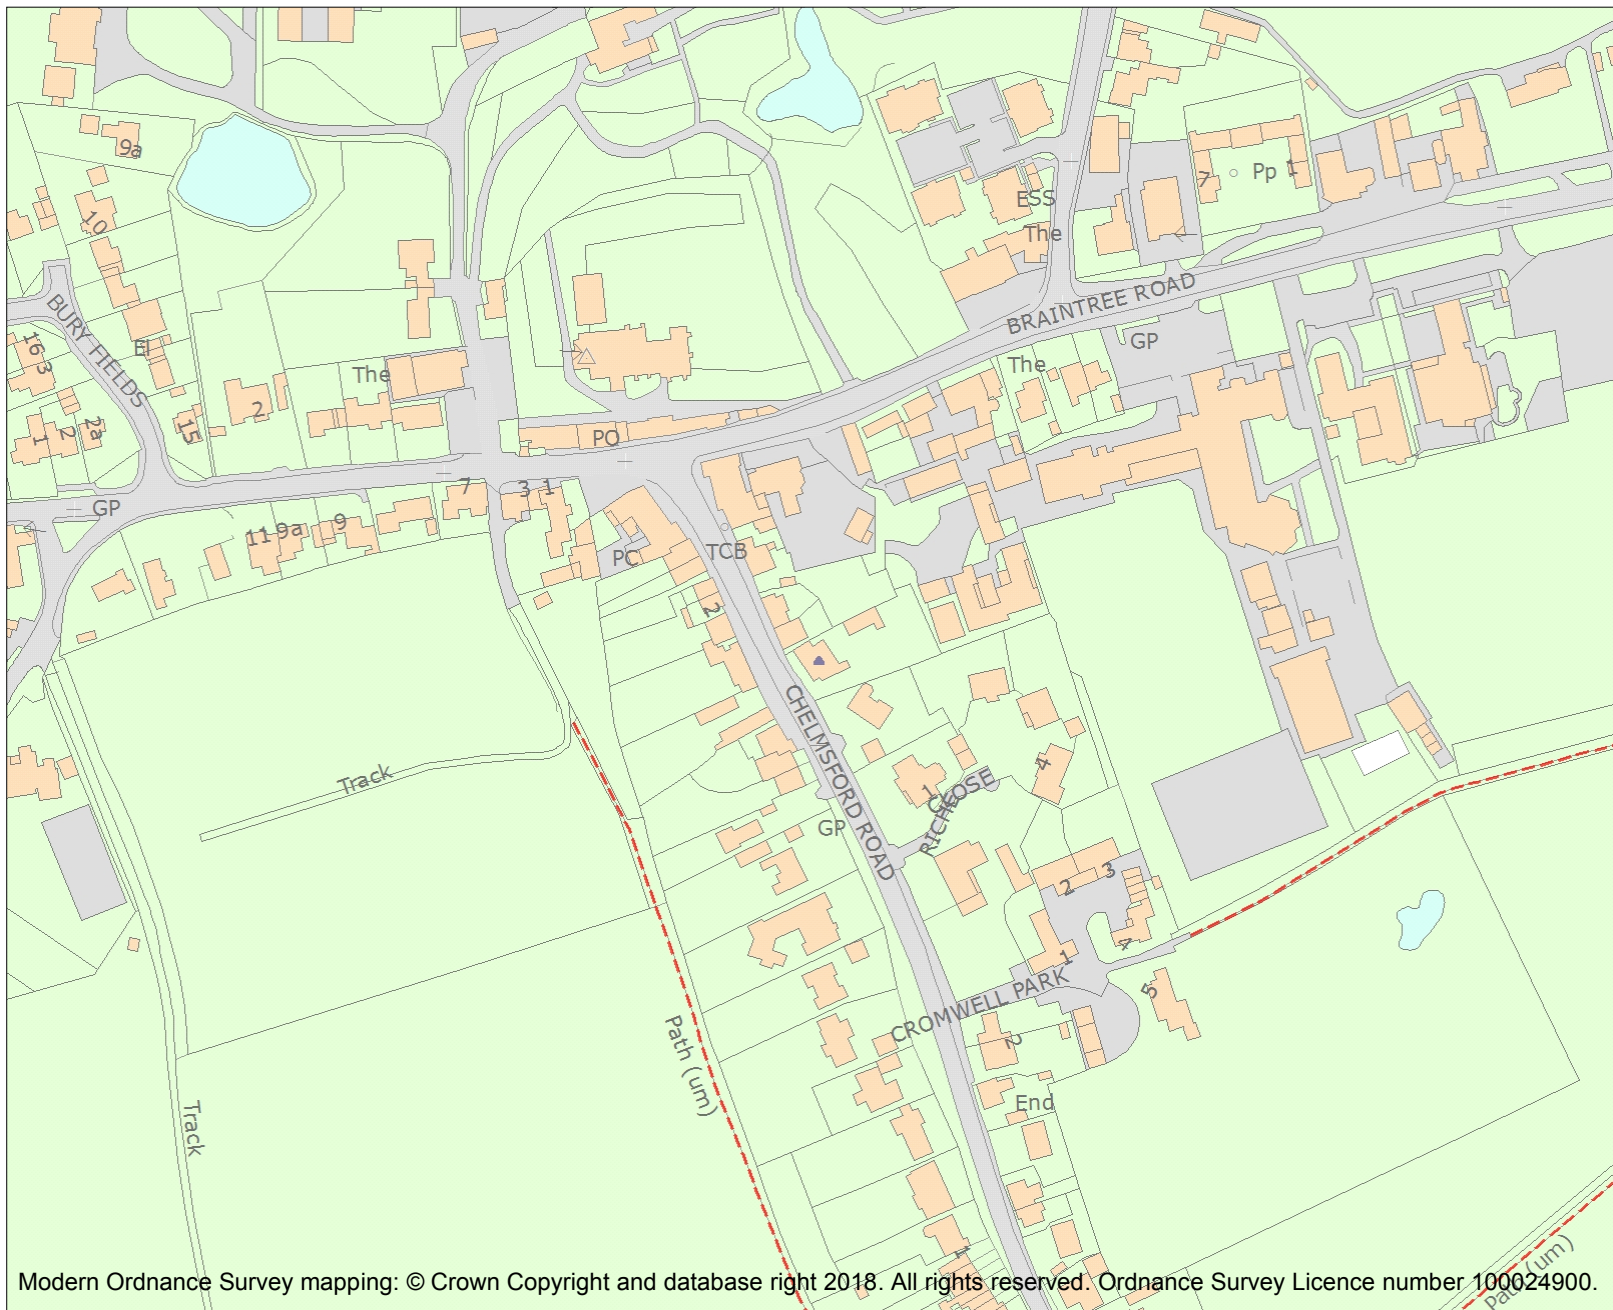 9a
ESS
Pp
1
7
10
The
BRAINTREE ROAD
BURY FIELDS
GP
16
3
El
The
The
2
1
2
2a
15
PO
7
3
1
GP
11
9a
9
PC
TCB
2
CHELMSFORD ROAD
Track
4
1
RICHE CLOSE
GP
2
3
4
1
5
CROMWELL PARK
2
Path (um)
End
Track
1
Path (um)
Modern Ordnance Survey mapping: © Crown Copyright and database right 2018. All rights reserved. Ordnance Survey Licence number 100024900.